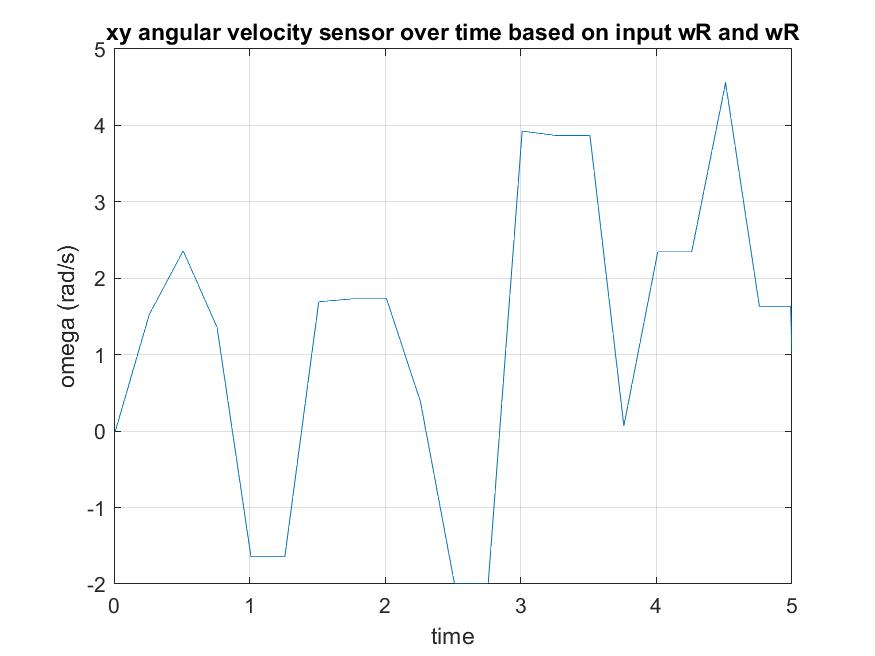 xy angular velocity sensor over time based on input wR and wR
5
4
3
2
1
0
-1
-2
omega (rad/s)
0 1 2 3 4 5
time